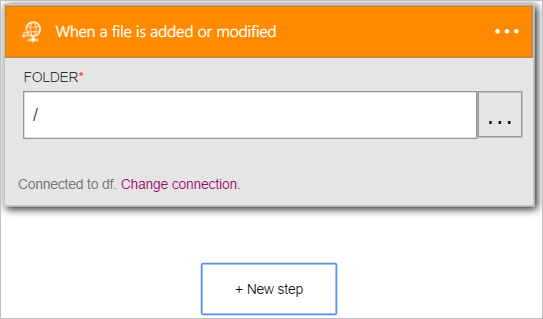 When a file is added or modified
...
FOLDER*
/
...
Connected to df. Change connection.
+ New step